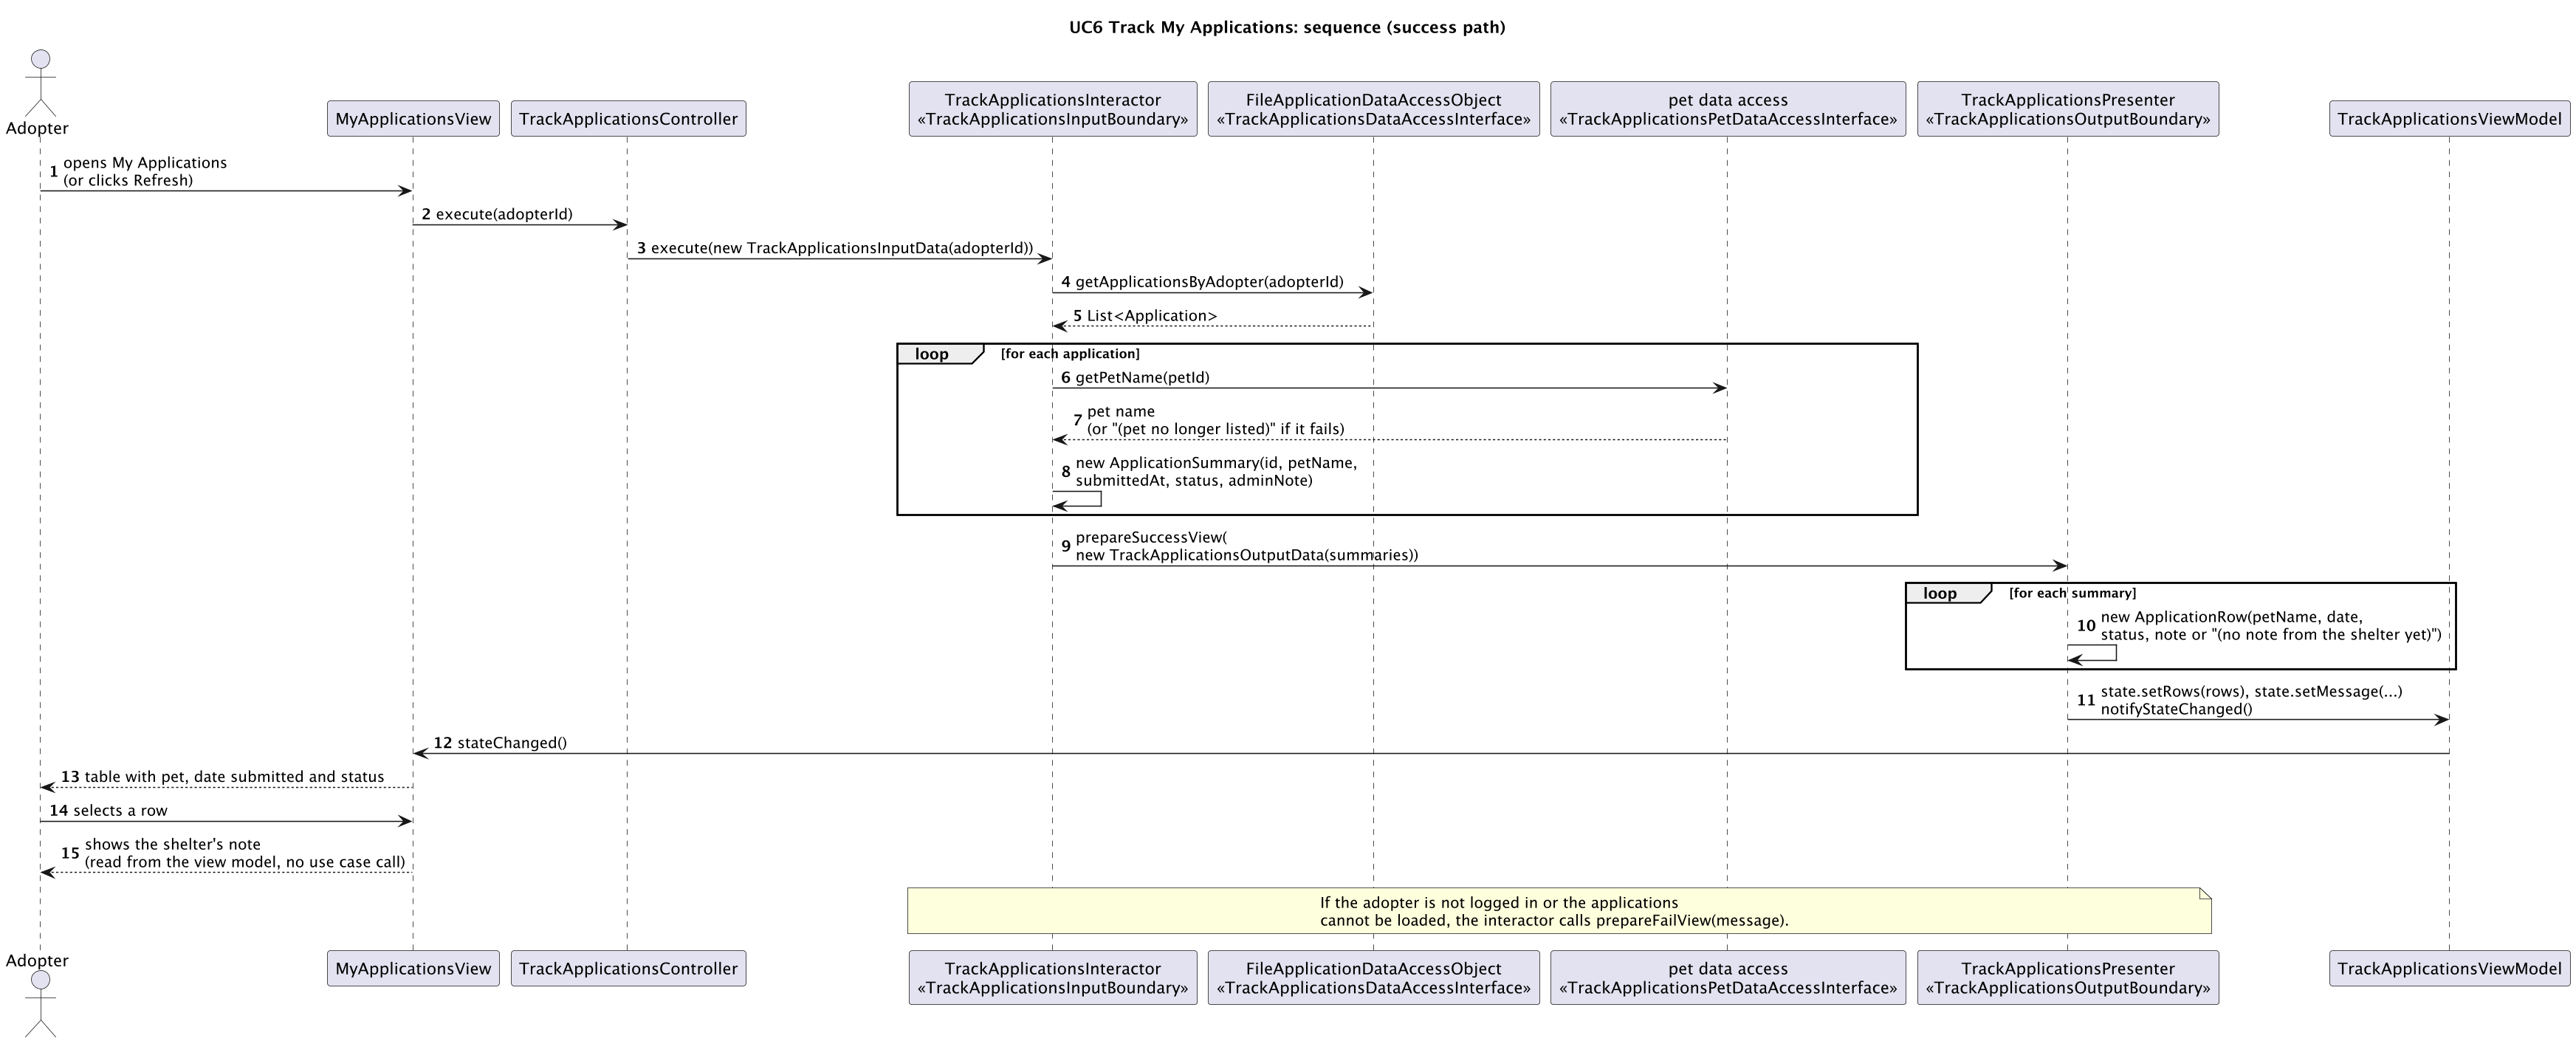 UC6 Track My Applications: sequence (success path)
Adopter
MyApplicationsView
TrackApplicationsController
TrackApplicationsInteractor
«TrackApplicationsInputBoundary»
FileApplicationDataAccessObject
«TrackApplicationsDataAccessInterface»
pet data access
«TrackApplicationsPetDataAccessInterface»
TrackApplicationsPresenter
«TrackApplicationsOutputBoundary»
TrackApplicationsViewModel
1 opens My Applications
(or clicks Refresh)
2 execute(adopterId)
3 execute(new TrackApplicationsInputData(adopterId))
4 getApplicationsByAdopter(adopterId)
5 List<Application>
loop [for each application]
6 getPetName(petId)
7 pet name
(or "(pet no longer listed)" if it fails)
8 new ApplicationSummary(id, petName,
submittedAt, status, adminNote)
9 prepareSuccessView(
new TrackApplicationsOutputData(summaries))
loop [for each summary]
10 new ApplicationRow(petName, date,
status, note or "(no note from the shelter yet)")
11 state.setRows(rows), state.setMessage(...)
notifyStateChanged()
12 stateChanged()
13 table with pet, date submitted and status
14 selects a row
15 shows the shelter's note
(read from the view model, no use case call)
If the adopter is not logged in or the applications
cannot be loaded, the interactor calls prepareFailView(message).
Adopter
MyApplicationsView
TrackApplicationsController
TrackApplicationsInteractor
«TrackApplicationsInputBoundary»
FileApplicationDataAccessObject
«TrackApplicationsDataAccessInterface»
pet data access
«TrackApplicationsPetDataAccessInterface»
TrackApplicationsPresenter
«TrackApplicationsOutputBoundary»
TrackApplicationsViewModel